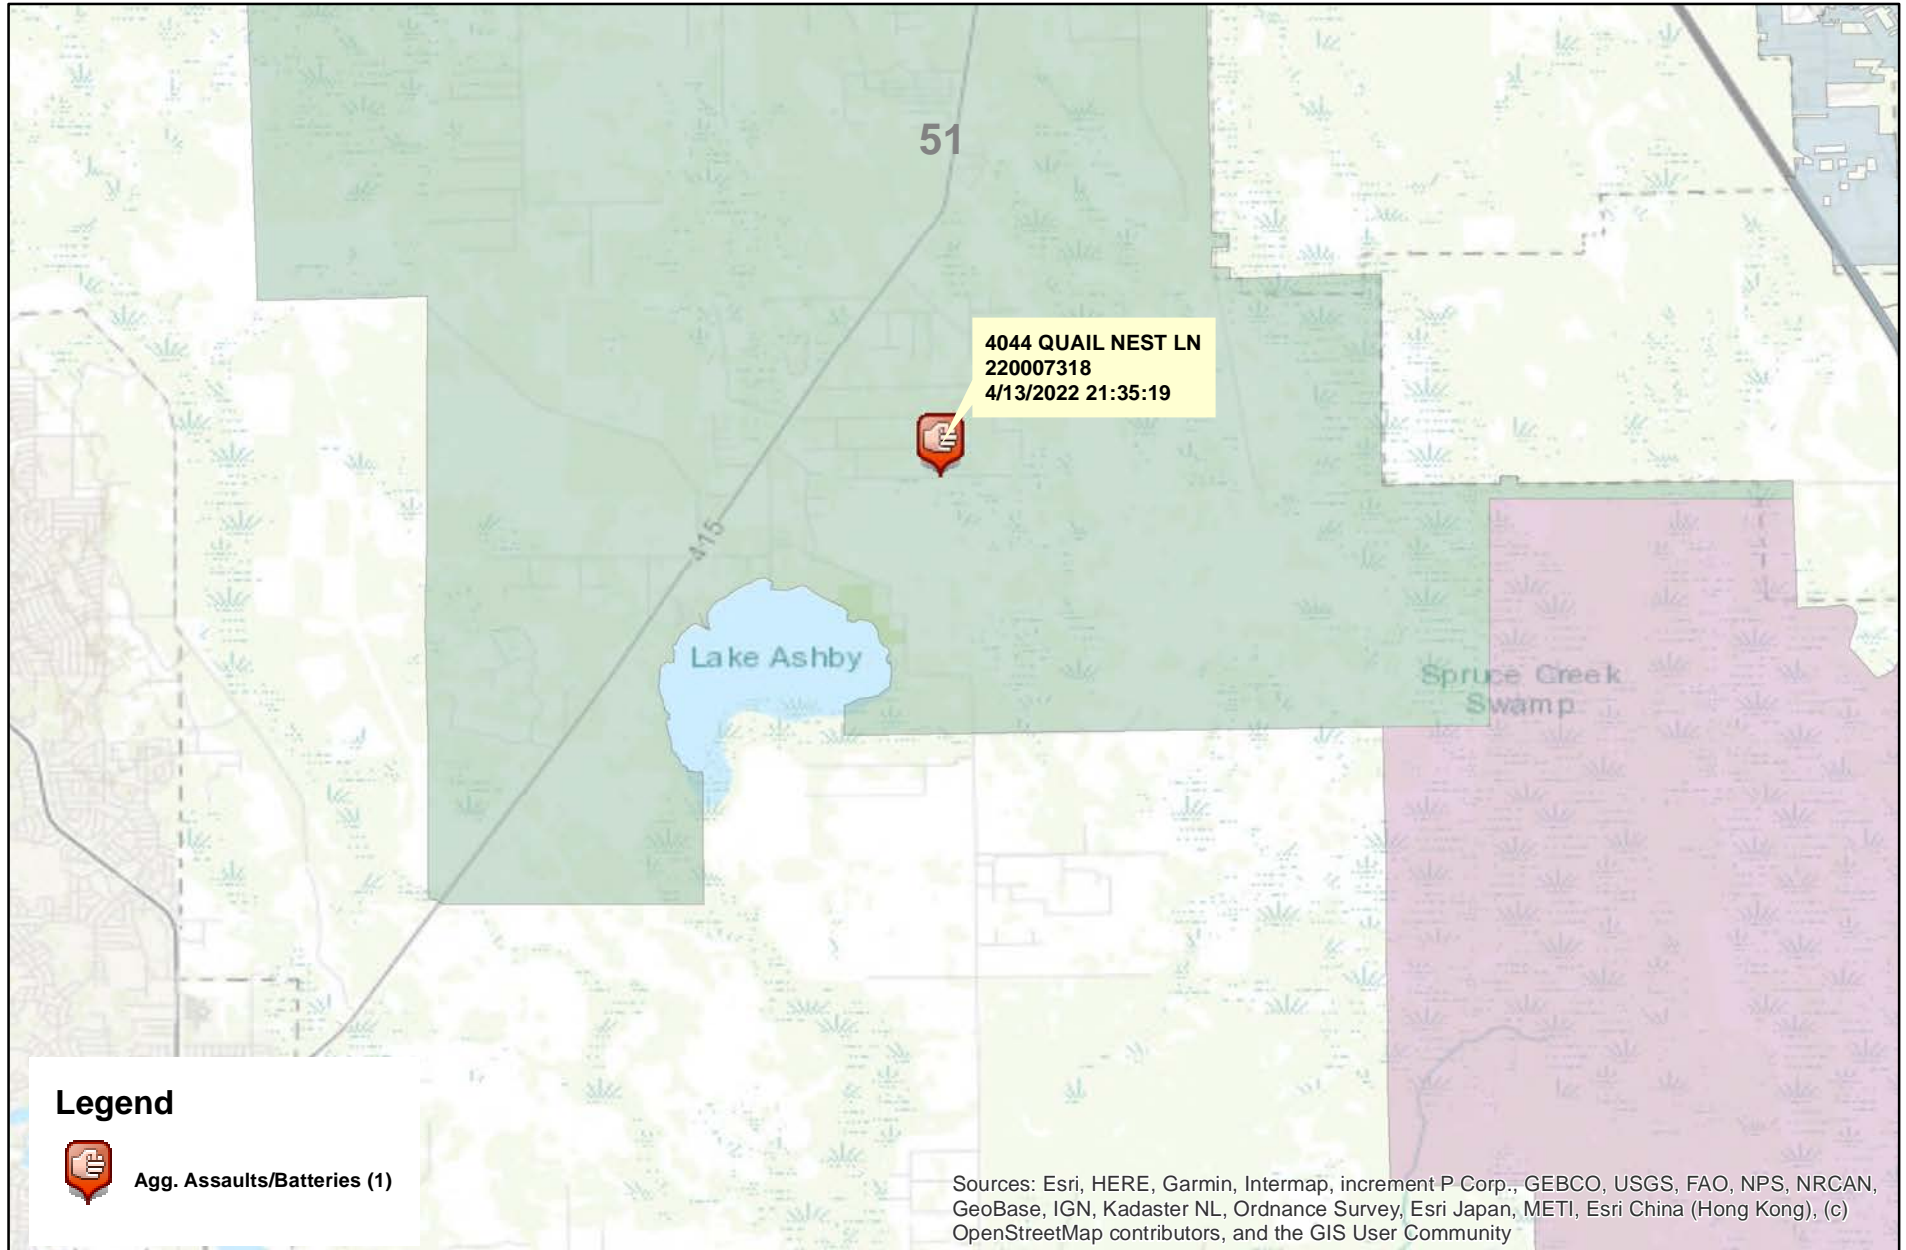 51
4044 QUAIL NEST LN
220007318
4/13/2022 21:35:19
415
Lake Ashby
Spruce Creek
Swamp
Legend
Agg. Assaults/Batteries (1)
Sources: Esri, HERE, Garmin, Intermap, increment P Corp., GEBCO, USGS, FAO, NPS, NRCAN,
GeoBase, IGN, Kadaster NL, Ordnance Survey, Esri Japan, METI, Esri China (Hong Kong), (c)
OpenStreetMap contributors, and the GIS User Community